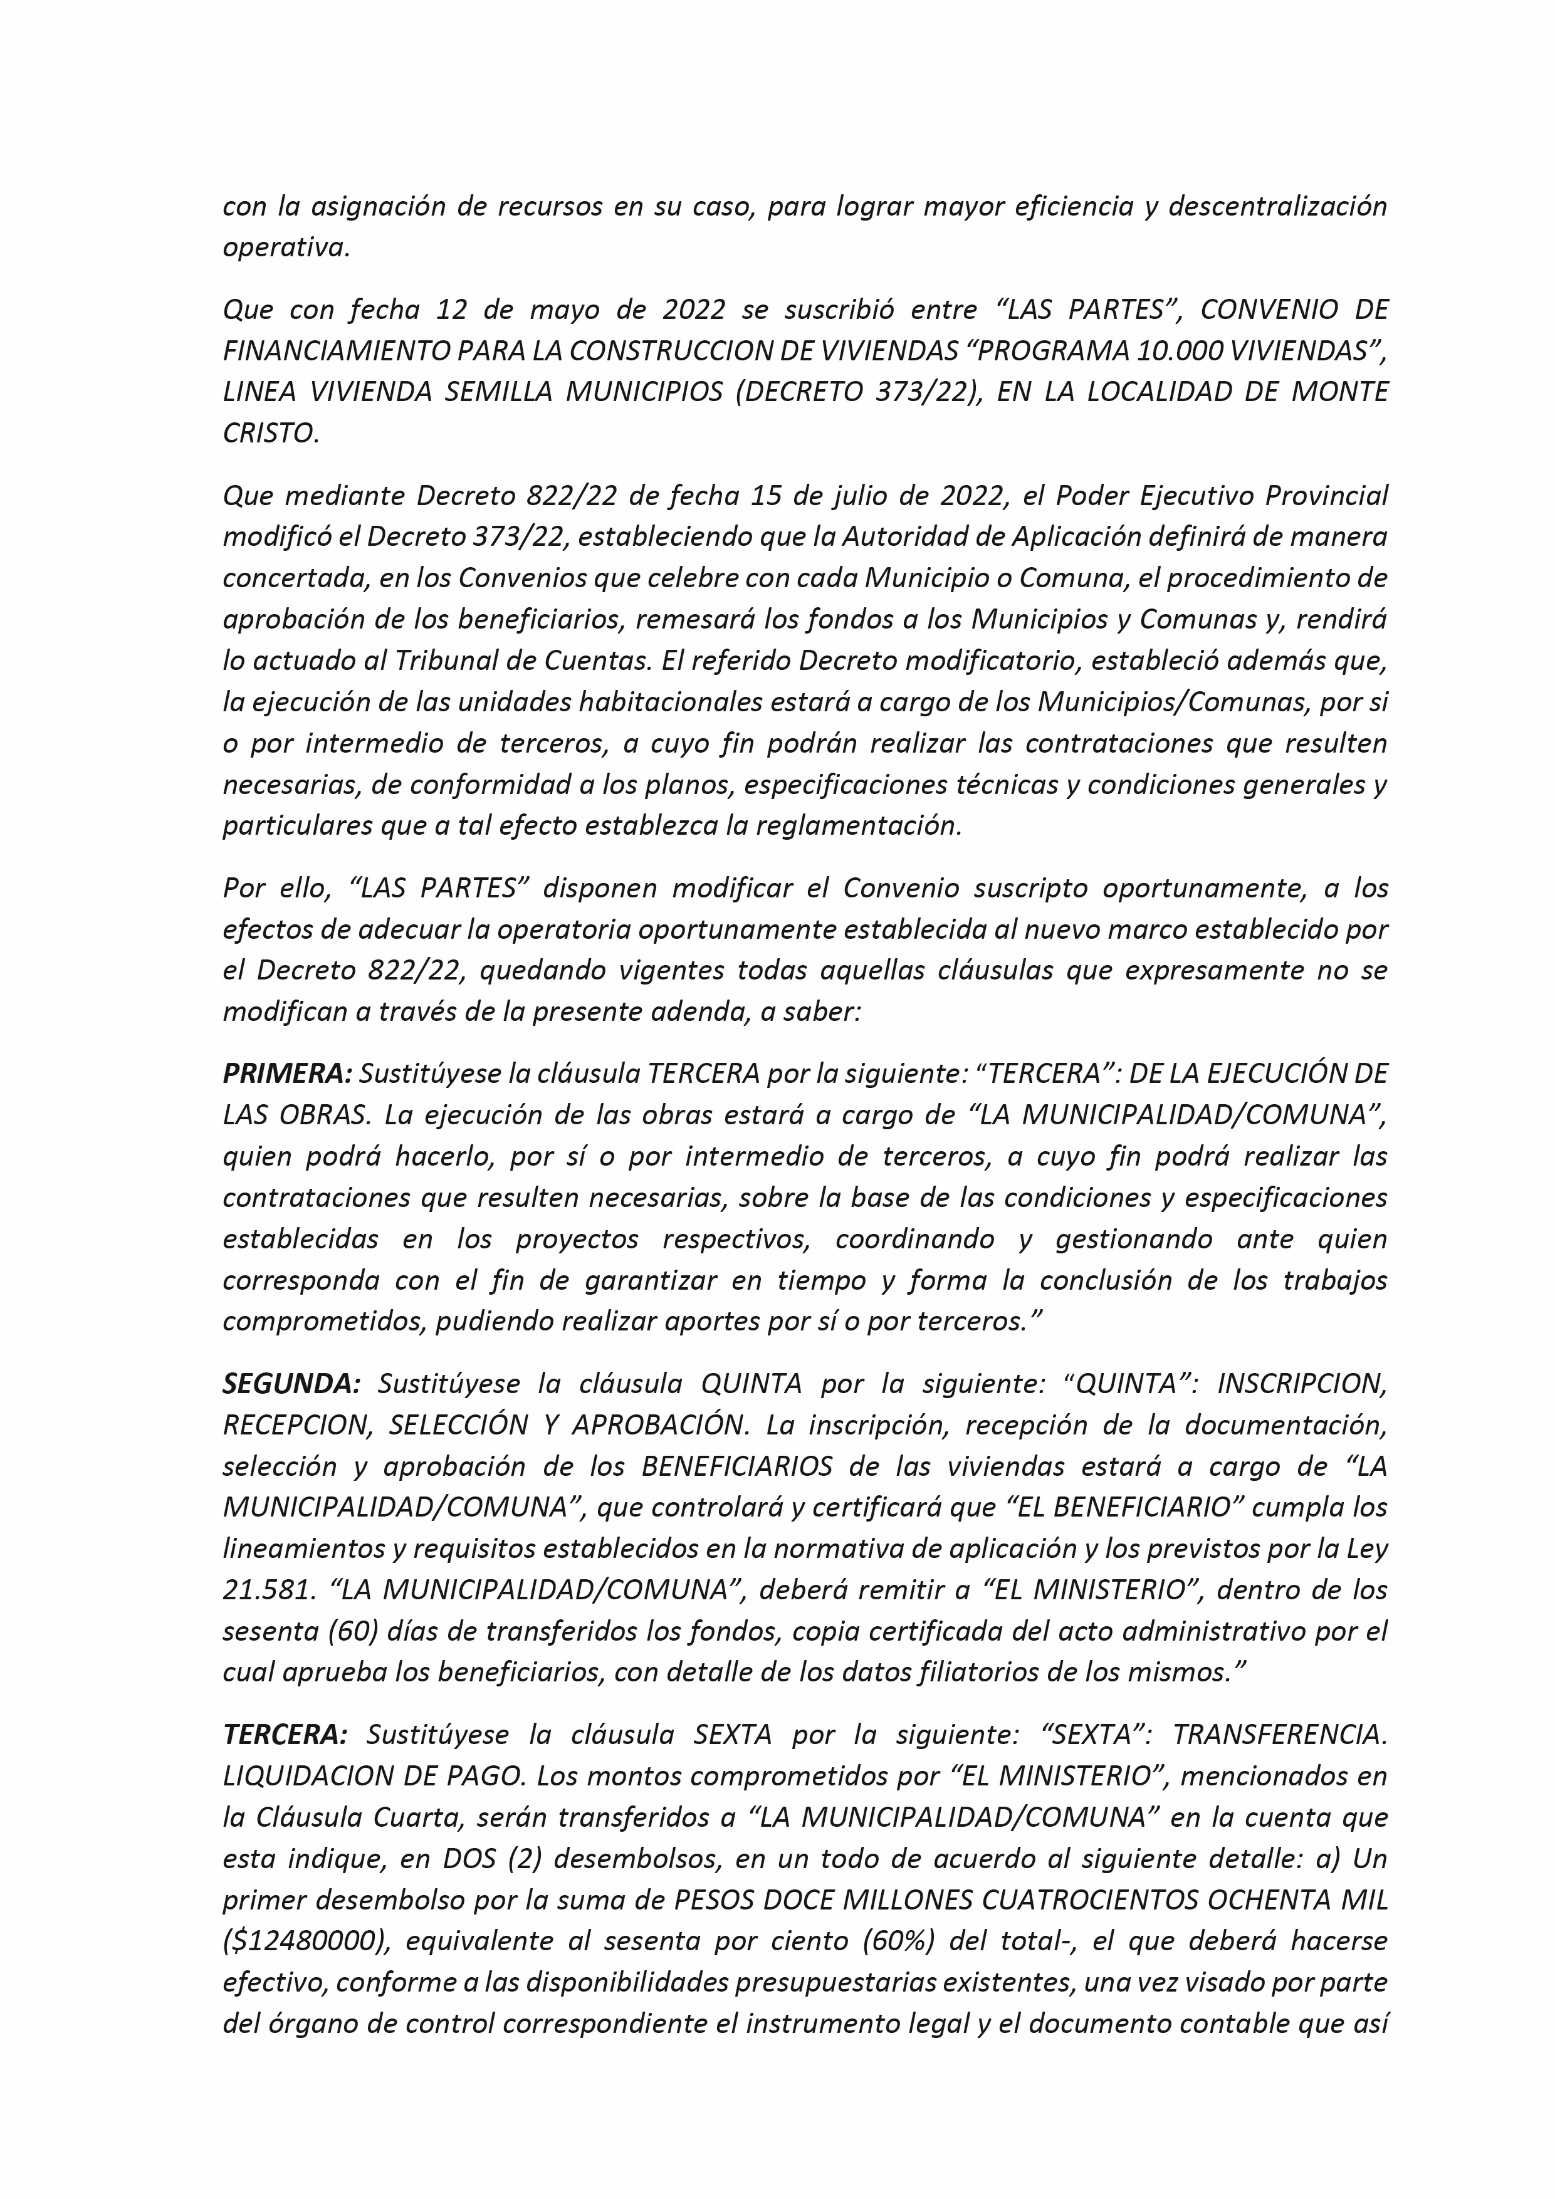 con la asignación de recursos en su caso, para lograr mayor eficiencia y descentralización
operativa.
Que con fecha 12 de mayo de 2022 se suscribió entre “LAS PARTES”, CONVENIO DE
FINANCIAMIENTO PARA LA CONSTRUCCION DE VIVIENDAS “PROGRAMA 10.000 VIVIENDAS”,
LINEA VIVIENDA SEMILLA MUNICIPIOS (DECRETO 373/22), EN LA LOCALIDAD DE MONTE
CRISTO.
Que mediante Decreto 822/22 de fecha 15 de julio de 2022, el Poder Ejecutivo Provincial
modificó el Decreto 373/22, estableciendo que la Autoridad de Aplicación definirá de manera
concertada, en los Convenios que celebre con cada Municipio o Comuna, el procedimiento de
aprobación de los beneficiarios, remesará los fondos a los Municipios y Comunas y, rendirá
lo actuado al Tribunal de Cuentas. El referido Decreto modificatorio, estableció además que,
la ejecución de las unidades habitacionales estará a cargo de los Municipios/Comunas, por si
o por intermedio de terceros, a cuyo fin podrán realizar las contrataciones que resulten
necesarias, de conformidad a los planos, especificaciones técnicas y condiciones generales y
particulares que a tal efecto establezca la reglamentación.
Por ello, “LAS PARTES” disponen modificar el Convenio suscripto oportunamente, a los
efectos de adecuar la operatoria oportunamente establecida al nuevo marco establecido por
el Decreto 822/22, quedando vigentes todas aquellas cláusulas que expresamente no se
modifican a través de la presente adenda, a saber:
PRIMERA: Sustitúyese la cláusula TERCERA por la siguiente: “TERCERA”: DE LA EJECUCIÓN DE
LAS OBRAS. La ejecución de las obras estará a cargo de “LA MUNICIPALIDAD/COMUNA”,
quien podrá hacerlo, por sí o por intermedio de terceros, a cuyo fin podrá realizar las
contrataciones que resulten necesarias, sobre la base de las condiciones y especificaciones
establecidas en los proyectos respectivos, coordinando y gestionando ante quien
corresponda con el fin de garantizar en tiempo y forma la conclusión de los trabajos
comprometidos, pudiendo realizar aportes por sí o por terceros.”
SEGUNDA: Sustitúyese la cláusula QUINTA por la siguiente: “QUINTA”: INSCRIPCION,
RECEPCION, SELECCIÓN Y APROBACIÓN. La inscripción, recepción de la documentación,
selección y aprobación de los BENEFICIARIOS de las viviendas estará a cargo de “LA
MUNICIPALIDAD/COMUNA”, que controlará y certificará que “EL BENEFICIARIO” cumpla los
lineamientos y requisitos establecidos en la normativa de aplicación y los previstos por la Ley
21.581. “LA MUNICIPALIDAD/COMUNA”, deberá remitir a “EL MINISTERIO”, dentro de los
sesenta (60) días de transferidos los fondos, copia certificada del acto administrativo por el
cual aprueba los beneficiarios, con detalle de los datos filiatorios de los mismos.”
TERCERA: Sustitúyese la cláusula SEXTA por la siguiente: “SEXTA”: TRANSFERENCIA.
LIQUIDACION DE PAGO. Los montos comprometidos por “EL MINISTERIO”, mencionados en
la Cláusula Cuarta, serán transferidos a “LA MUNICIPALIDAD/COMUNA” en la cuenta que
esta indique, en DOS (2) desembolsos, en un todo de acuerdo al siguiente detalle: a) Un
primer desembolso por la suma de PESOS DOCE MILLONES CUATROCIENTOS OCHENTA MIL
($12480000), equivalente al sesenta por ciento (60%) del total-, el que deberá hacerse
efectivo, conforme a las disponibilidades presupuestarias existentes, una vez visado por parte
del órgano de control correspondiente el instrumento legal y el documento contable que así